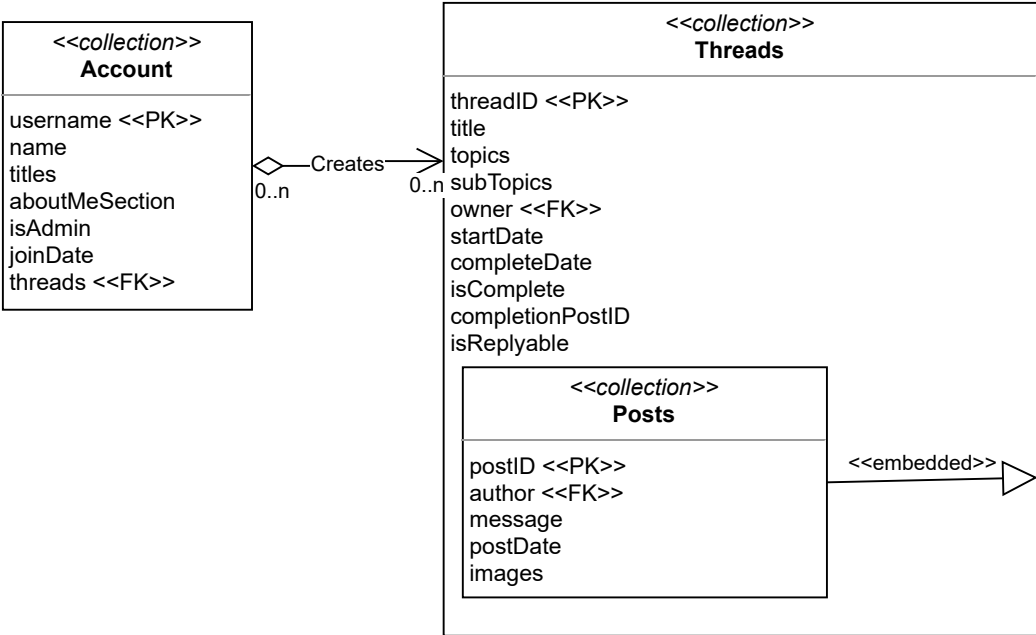 <<collection>>
Account
username <<PK>>
name
titles
aboutMeSection
isAdmin
joinDate
threads <<FK>>
Creates
0..n
0..n
<<collection>>
Threads
threadID <<PK>>
title
topics
subTopics
owner <<FK>>
startDate
completeDate
isComplete
completionPostID
isReplyable
<<collection>>
Posts
postID <<PK>>
author <<FK>>
message
postDate
images
<<embedded>>